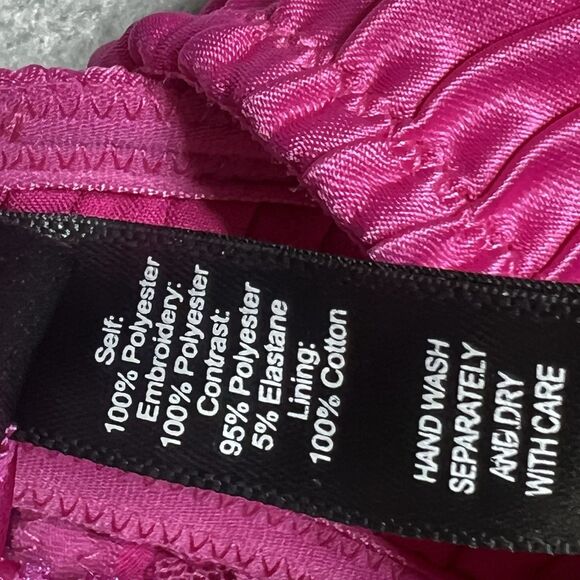 Self:
100% Polyester
Embroidery:
100% Polyester
Contrast:
95% Polyester
5% Elastane
Lining:
100% Cotton
HAND WASH
SEPARATELY
ANG.DRY
WITH CARE